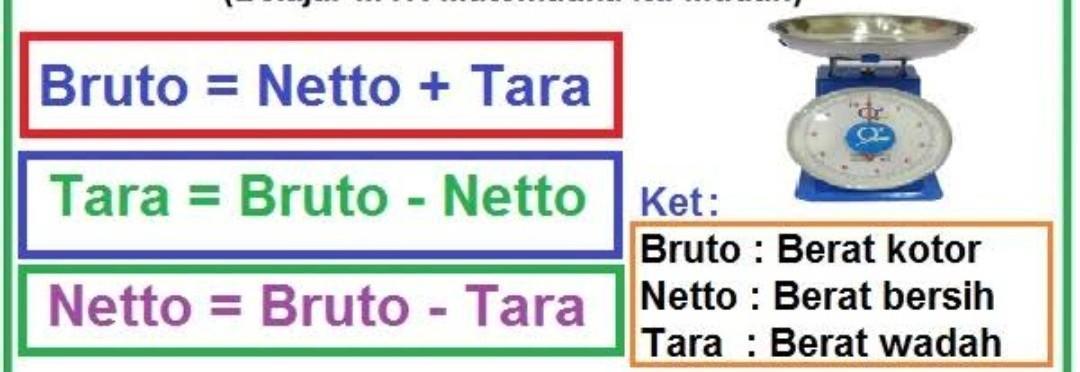 Bruto = Netto + Tara
Tara = Bruto - Netto
Netto = Bruto - Tara
Ket :
Bruto : Berat kotor
Netto : Berat bersih
Tara : Berat wadah